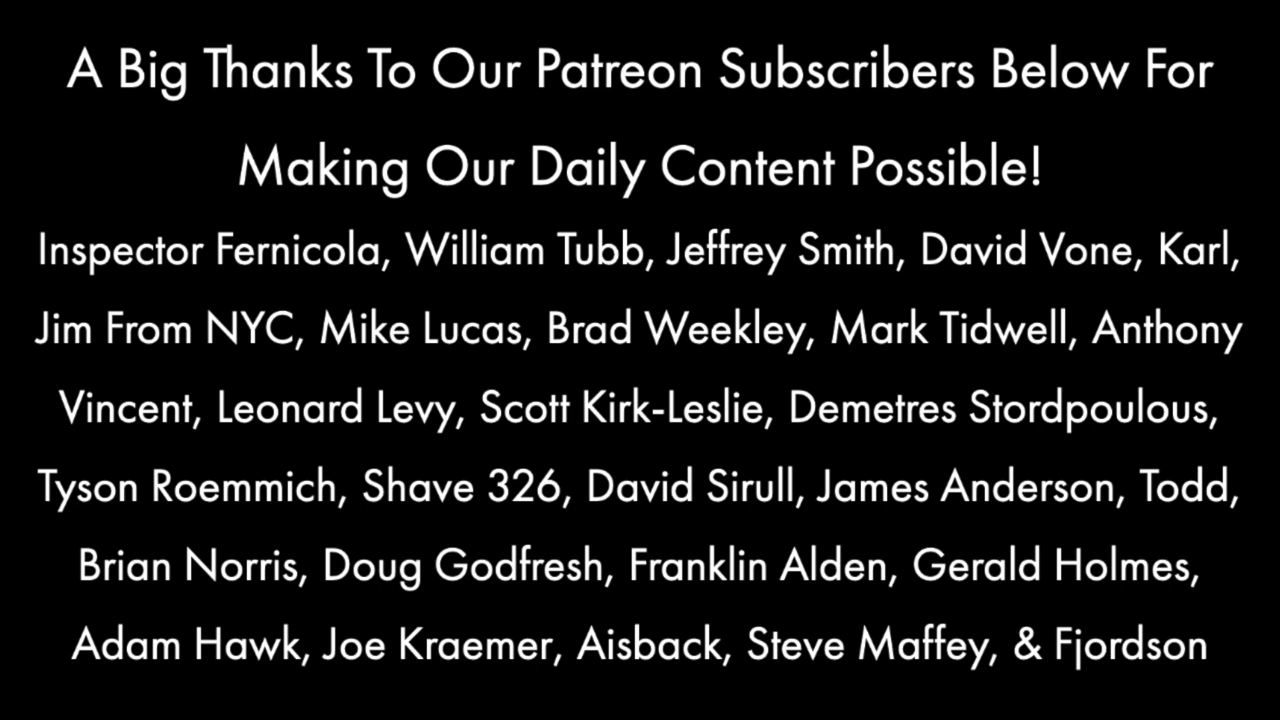 A Big Thanks To Our Patreon Subscribers Below For
Making Our Daily Content Possible!
Inspector Fernicola, William Tubb, Jeffrey Smith, David Vone, Karl,
Jim From NYC, Mike Lucas, Brad Weekley, Mark Tidwell, Anthony
Vincent, Leonard Levy, Scott Kirk-Leslie, Demetres Stordpoulous,
Tyson Roemmich, Shave 326, David Sirull, James Anderson, Todd,
Brian Norris, Doug Godfresh, Franklin Alden, Gerald Holmes,
Adam Hawk, Joe Kraemer, Aisback, Steve Maffey, & Fjordson